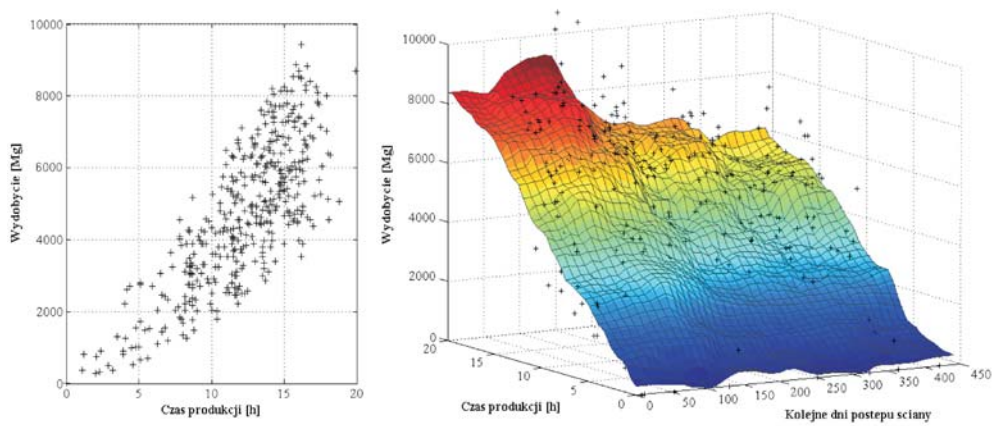 10000
8000
6000
4000
2000
0
Wydobycie [Mg]
0 5 10 15 20
Czas produkcji [h]
10000
8000
6000
4000
2000
0
Wydobycie [Mg]
20 15 10 5 0
Czas produkcji [h]
0 50 100 150 200 250 300 350 400 450
Kolejne dni postepu sciany